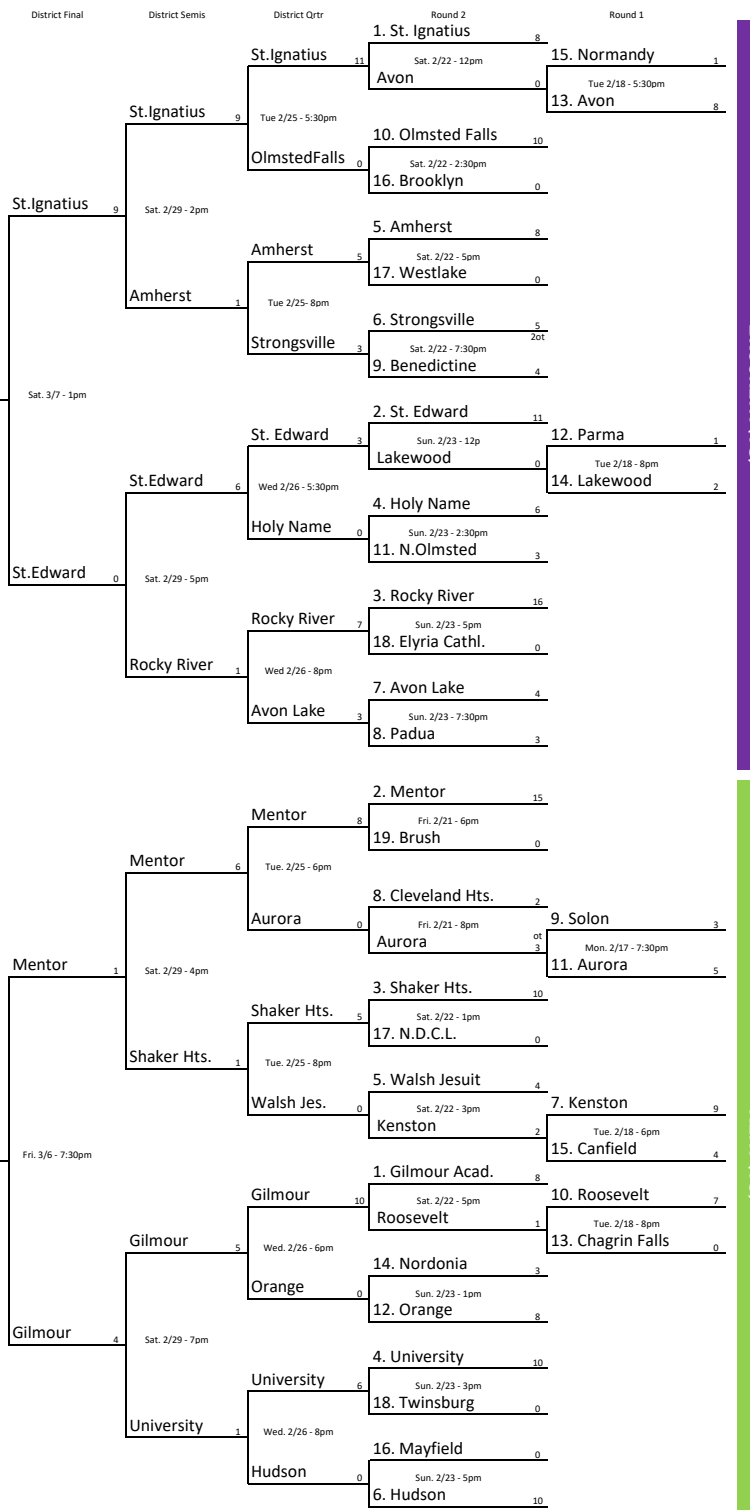 District Final District Semis District Qrtr Round 2 Round 1
1. St. Ignatius 8
St.Ignatius 11 15. Normandy 1
Sat. 2/22 - 12pm
Avon 0
Tue 2/18 - 5:30pm
13. Avon 8
St.Ignatius 9
Tue 2/25 - 5:30pm
10. Olmsted Falls 10
OlmstedFalls 0
Sat. 2/22 - 2:30pm
16. Brooklyn 0
St.Ignatius 9
Sat. 2/29 - 2pm
5. Amherst 8
Amherst 5
Sat. 2/22 - 5pm
17. Westlake 0
Amherst 1
Tue 2/25- 8pm
6. Strongsville 5
2ot
Strongsville 3
Sat. 2/22 - 7:30pm
9. Benedictine 4
Sat. 3/7 - 1pm
2. St. Edward 11
St. Edward 3 12. Parma 1
Sun. 2/23 - 12p
Lakewood 0
Tue 2/18 - 8pm
14. Lakewood 2
St.Edward 6
Wed 2/26 - 5:30pm
4. Holy Name 6
Holy Name 0
Sun. 2/23 - 2:30pm
11. N.Olmsted 3
St.Edward 0
Sat. 2/29 - 5pm
3. Rocky River 16
Rocky River 7
Sun. 2/23 - 5pm
18. Elyria Cathl. 0
Rocky River 1
Wed 2/26 - 8pm
7. Avon Lake 4
Avon Lake 3
Sun. 2/23 - 7:30pm
8. Padua 3
2. Mentor 15
Mentor 8
Fri. 2/21 - 6pm
19. Brush 0
Mentor 6
Tue. 2/25 - 6pm
8. Cleveland Hts. 2
Aurora 0
Fri. 2/21 - 8pm
9. Solon 3
ot
Aurora 3
Mon. 2/17 - 7:30pm
11. Aurora 5
Mentor 1
Sat. 2/29 - 4pm
3. Shaker Hts. 10
Shaker Hts. 5
Sat. 2/22 - 1pm
17. N.D.C.L. 0
Shaker Hts. 1
Tue. 2/25 - 8pm
5. Walsh Jesuit 4
Walsh Jes. 0
7. Kenston 9
Sat. 2/22 - 3pm
Kenston 2
Tue. 2/18 - 6pm
15. Canfield 4
Fri. 3/6 - 7:30pm
1. Gilmour Acad. 8
Gilmour 10
10. Roosevelt 7
Sat. 2/22 - 5pm
Roosevelt 1
Tue. 2/18 - 8pm
13. Chagrin Falls 0
Gilmour 5
Wed. 2/26 - 6pm
14. Nordonia 3
Orange 0
Sun. 2/23 - 1pm
12. Orange 8
Gilmour 4
Sat. 2/29 - 7pm
4. University 10
University 6
Sun. 2/23 - 3pm
18. Twinsburg 0
University 1
Wed. 2/26 - 8pm
16. Mayfield 0
Hudson 0
Sun. 2/23 - 5pm
6. Hudson 10